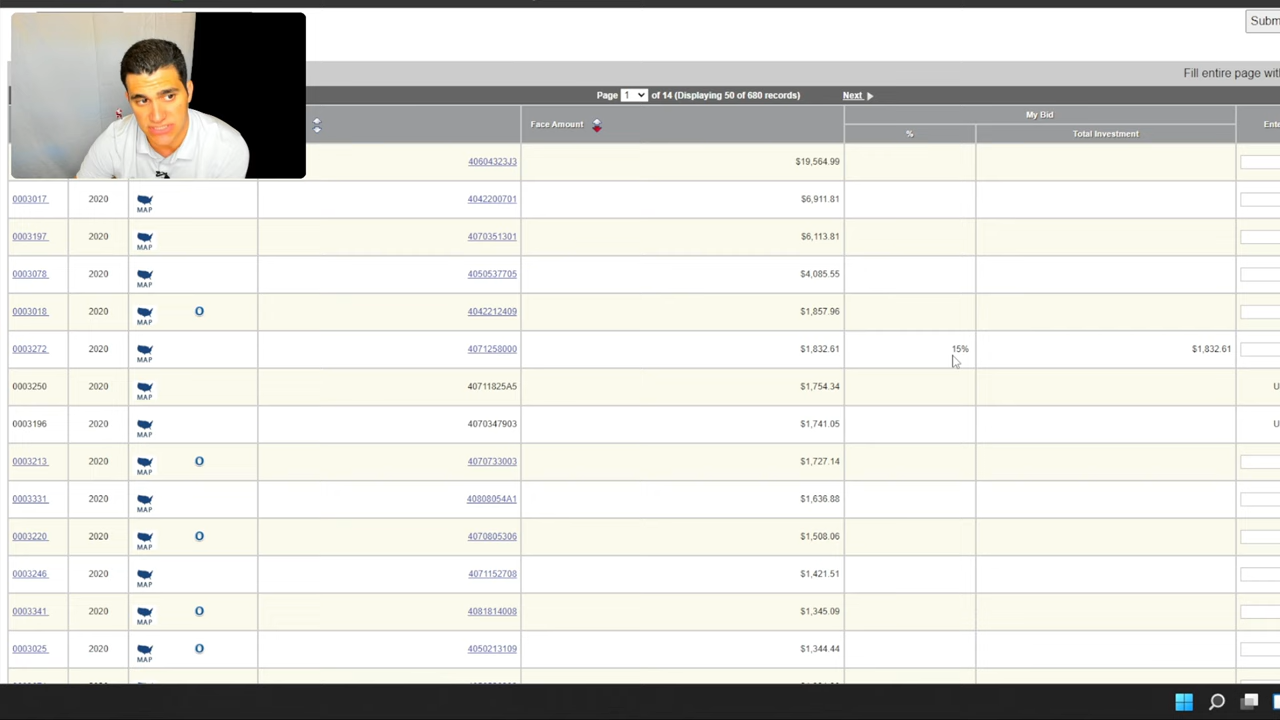 Subm
Fill entire page wit
Page 1 of 14 (Displaying 50 of 680 records) Next
Face Amount My Bid Ente
% Total Investment
40604323J3 $19,564.99
0003017 2020 MAP 4042200701 $6,911.81
0003197 2020 MAP 4070351301 $6,113.81
0003078 2020 MAP 4050537705 $4,085.55
0003018 2020 MAP O 4042212409 $1,857.96
0003272 2020 MAP 4071258000 $1,832.61 15% $1,832.61
0003250 2020 MAP 40711825A5 $1,754.34 U
0003196 2020 MAP 4070347903 $1,741.05 U
0003213 2020 MAP O 4070733003 $1,727.14
0003331 2020 MAP 40808054A1 $1,636.88
0003220 2020 MAP O 4070805306 $1,508.06
0003246 2020 MAP 4071152708 $1,421.51
0003341 2020 MAP O 4081814008 $1,345.09
0003025 2020 MAP O 4050213109 $1,344.44